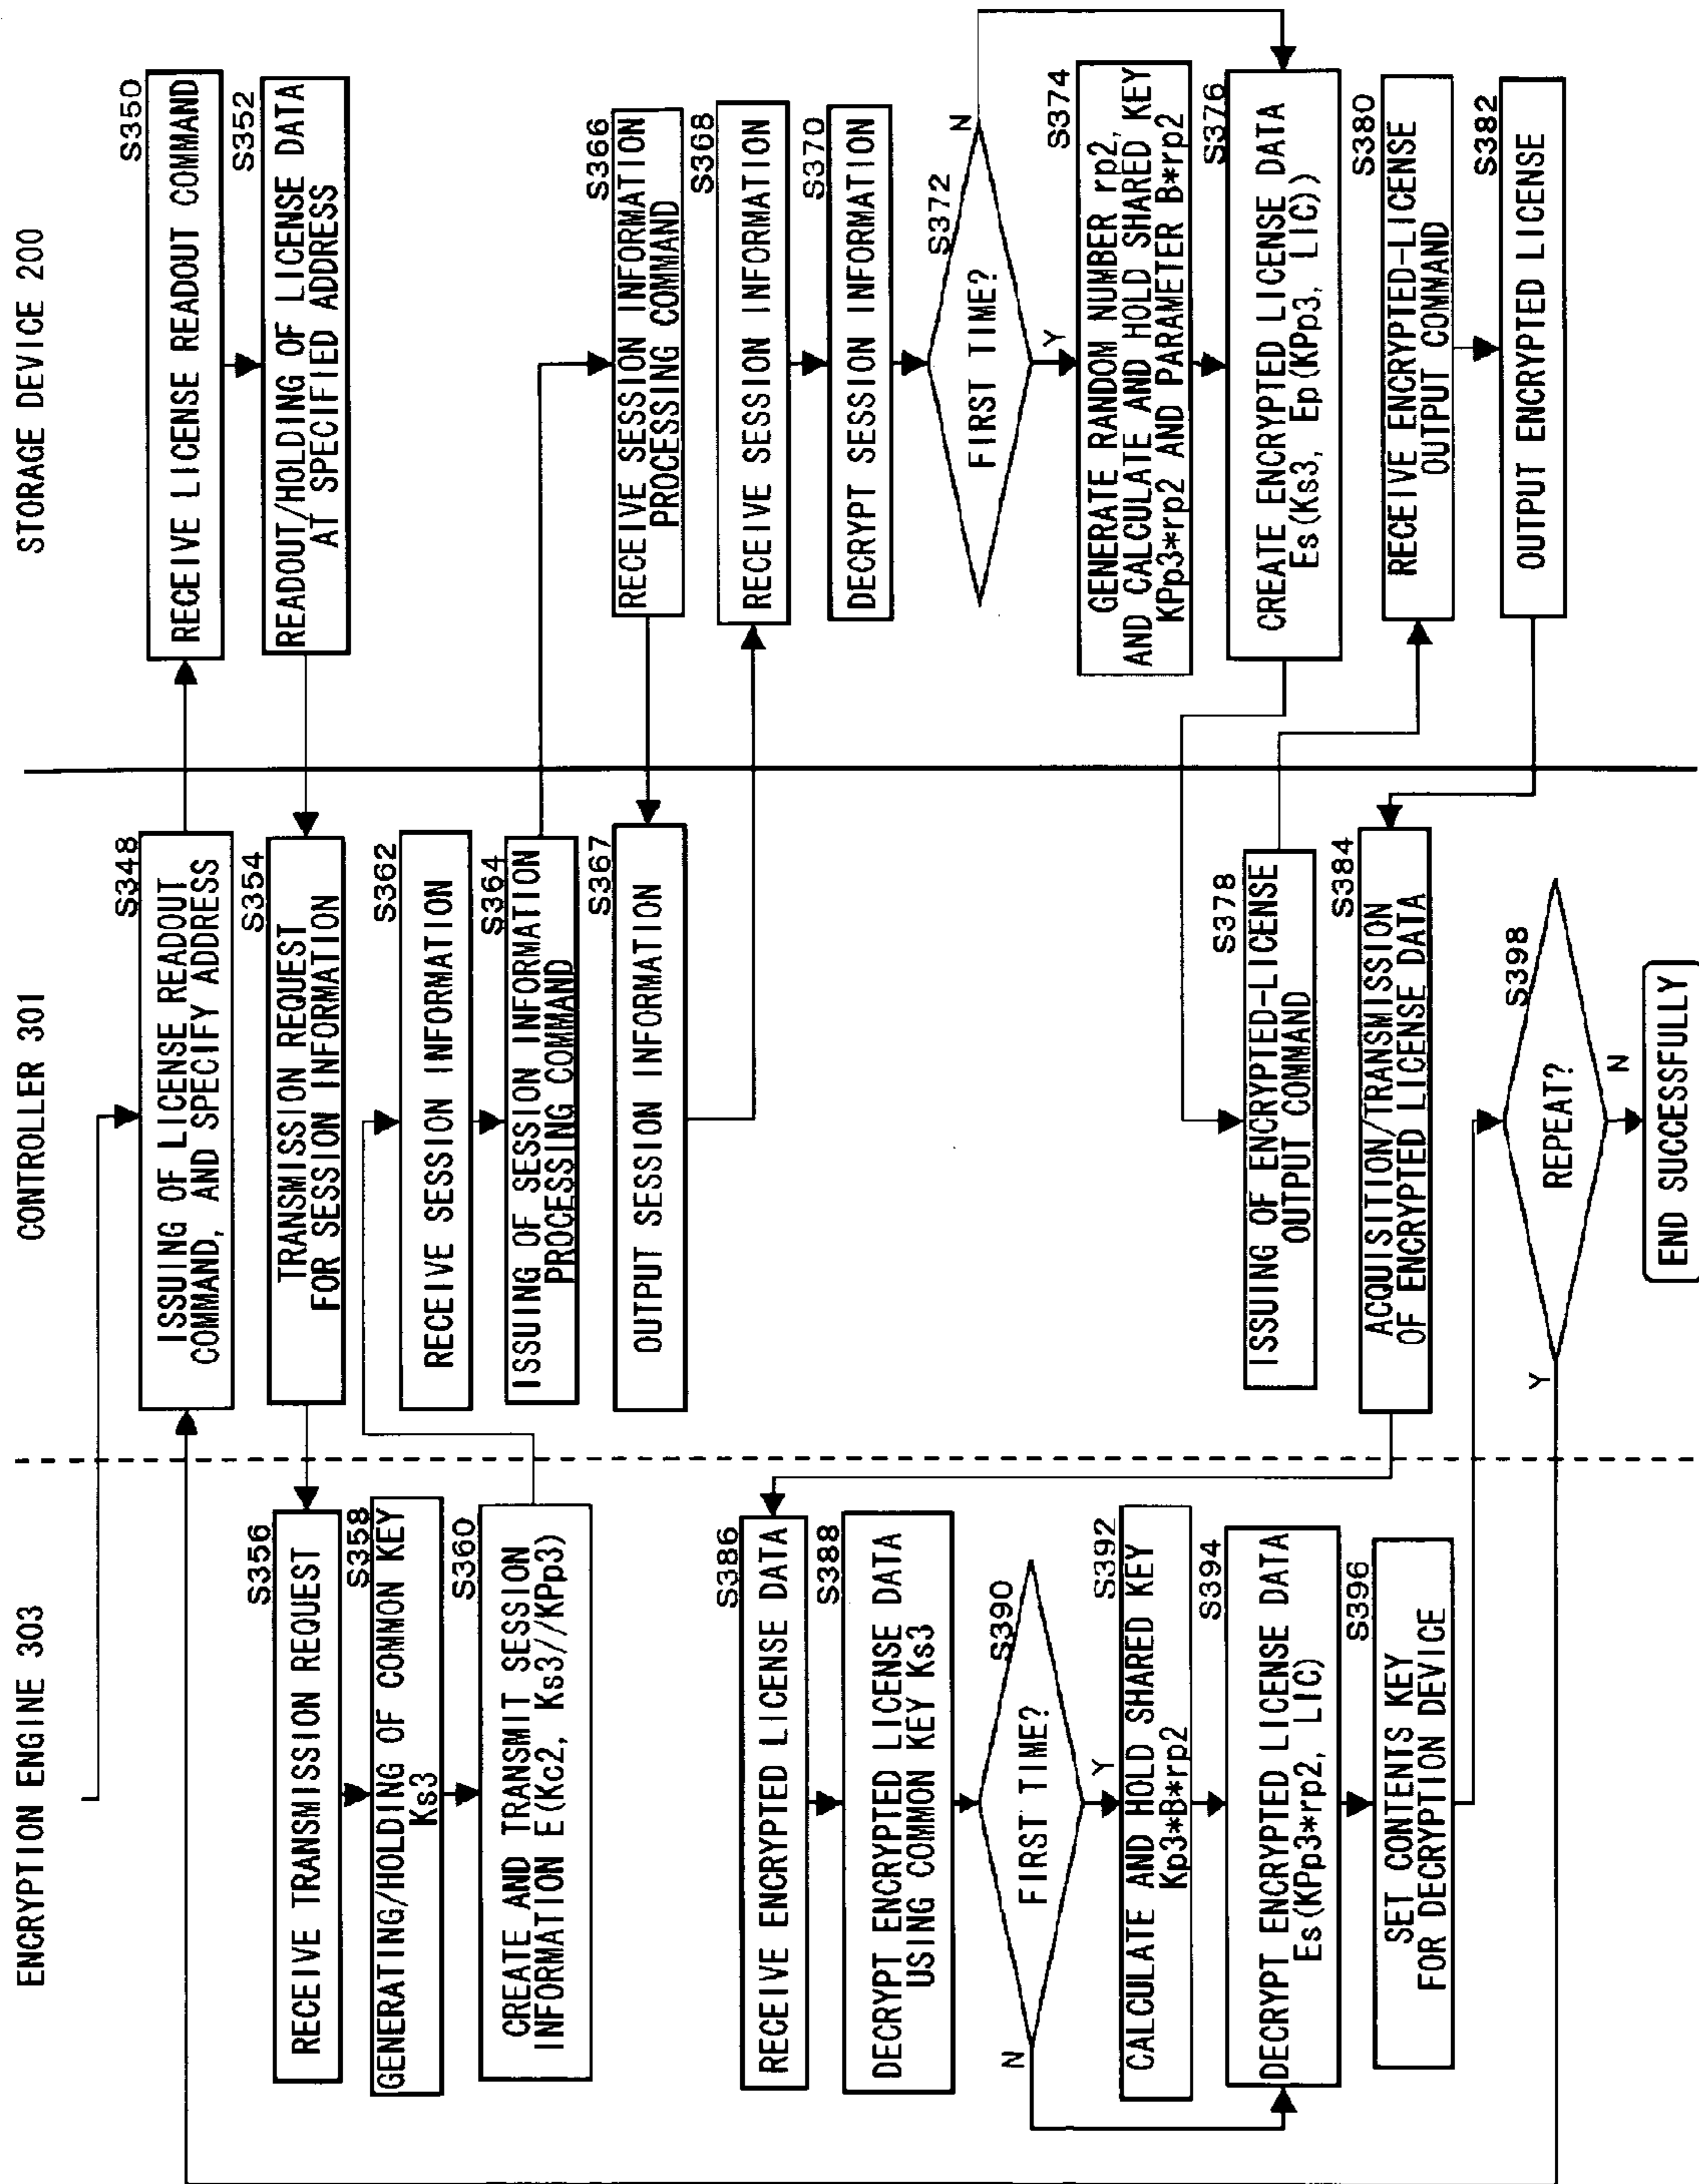 ENCRYPTION ENGINE 303
CONTROLLER 301
STORAGE DEVICE 200
S348
ISSUING OF LICENSE READOUT
COMMAND, AND SPECIFY ADDRESS
S350
RECEIVE LICENSE READOUT COMMAND
S352
READOUT/HOLDING OF LICENSE DATA
AT SPECIFIED ADDRESS
S354
TRANSMISSION REQUEST
FOR SESSION INFORMATION
S356
RECEIVE TRANSMISSION REQUEST
S358
GENERATING/HOLDING OF COMMON KEY
Ks3
S360
CREATE AND TRANSMIT SESSION
INFORMATION E(Kc2, Ks3//KPp3)
S362
RECEIVE SESSION INFORMATION
S364
ISSUING OF SESSION INFORMATION
PROCESSING COMMAND
S366
RECEIVE SESSION INFORMATION
PROCESSING COMMAND
S367
OUTPUT SESSION INFORMATION
S368
RECEIVE SESSION INFORMATION
S370
DECRYPT SESSION INFORMATION
S372
FIRST TIME?
N
Y
S374
GENERATE RANDOM NUMBER rp2,
AND CALCULATE AND HOLD SHARED KEY
KPp3*rp2 AND PARAMETER B*rp2
S376
CREATE ENCRYPTED LICENSE DATA
Es(Ks3, Ep(KPp3, LIC))
S378
ISSUING OF ENCRYPTED-LICENSE
OUTPUT COMMAND
S380
RECEIVE ENCRYPTED-LICENSE
OUTPUT COMMAND
S382
OUTPUT ENCRYPTED LICENSE
S384
ACQUISITION/TRANSMISSION
OF ENCRYPTED LICENSE DATA
S386
RECEIVE ENCRYPTED LICENSE DATA
S388
DECRYPT ENCRYPTED LICENSE DATA
USING COMMON KEY Ks3
S390
FIRST TIME?
N
Y
S392
CALCULATE AND HOLD SHARED KEY
Kp3*B*rp2
S394
DECRYPT ENCRYPTED LICENSE DATA
Es(KPp3*rp2, LIC)
S396
SET CONTENTS KEY
FOR DECRYPTION DEVICE
S398
REPEAT?
Y
N
END SUCCESSFULLY